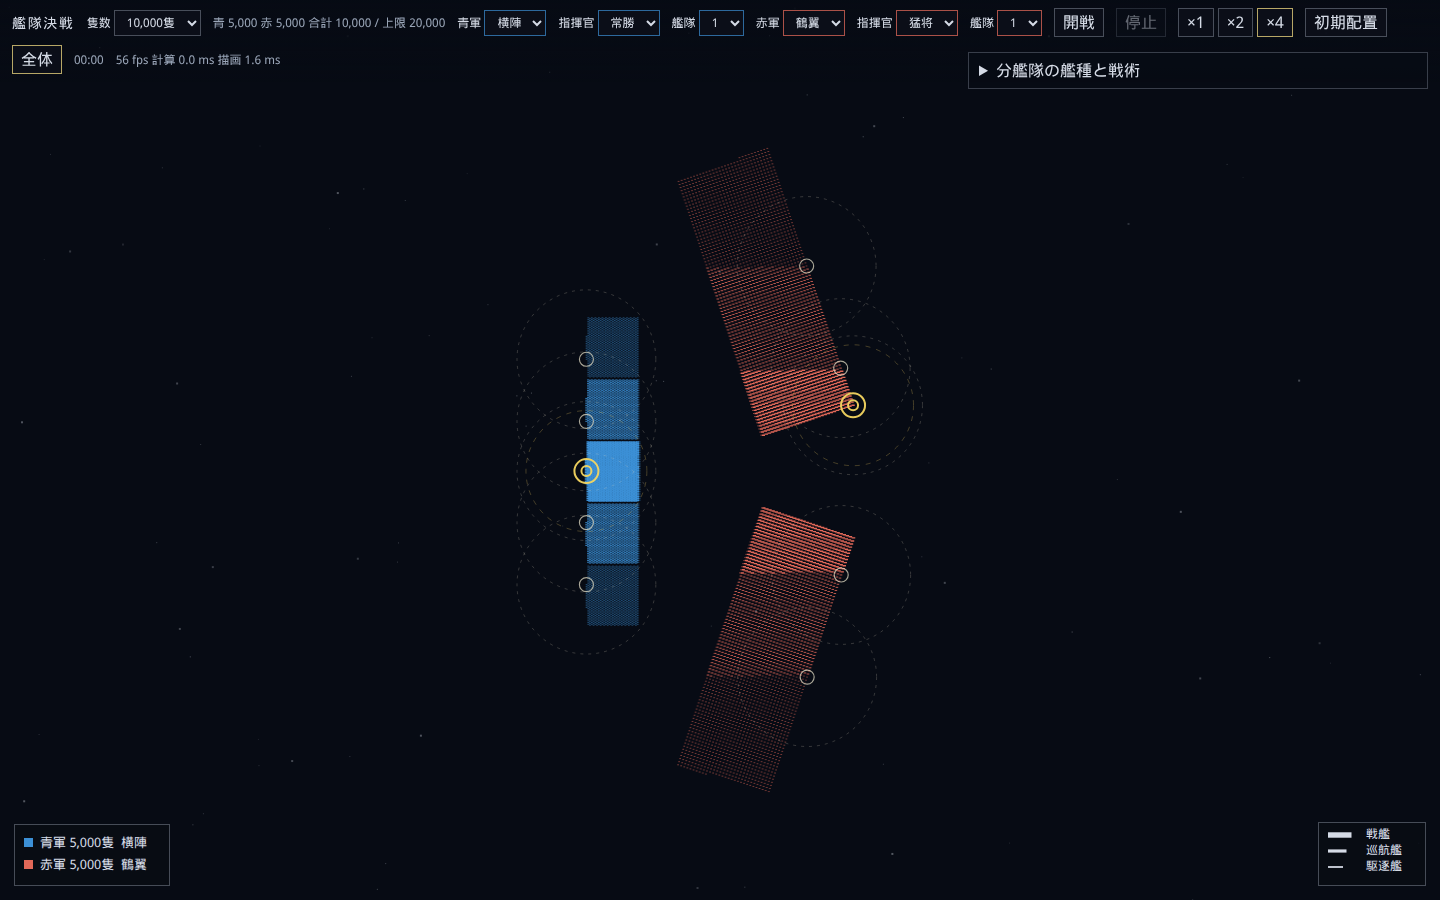 艦隊決戦 隻数 10,000隻 青 5,000 赤 5,000 合計 10,000 / 上限 20,000 青軍 横陣 指揮官 常勝 艦隊 1 赤軍 鶴翼 指揮官 猛将 艦隊 1 開戦 停止 ×1 ×2 ×4 初期配置
全体 00:00 56 fps 計算 0.0 ms 描画 1.6 ms
▶ 分艦隊の艦種と戦術
青軍 5,000隻 横陣
赤軍 5,000隻 鶴翼
戦艦
巡航艦
駆逐艦